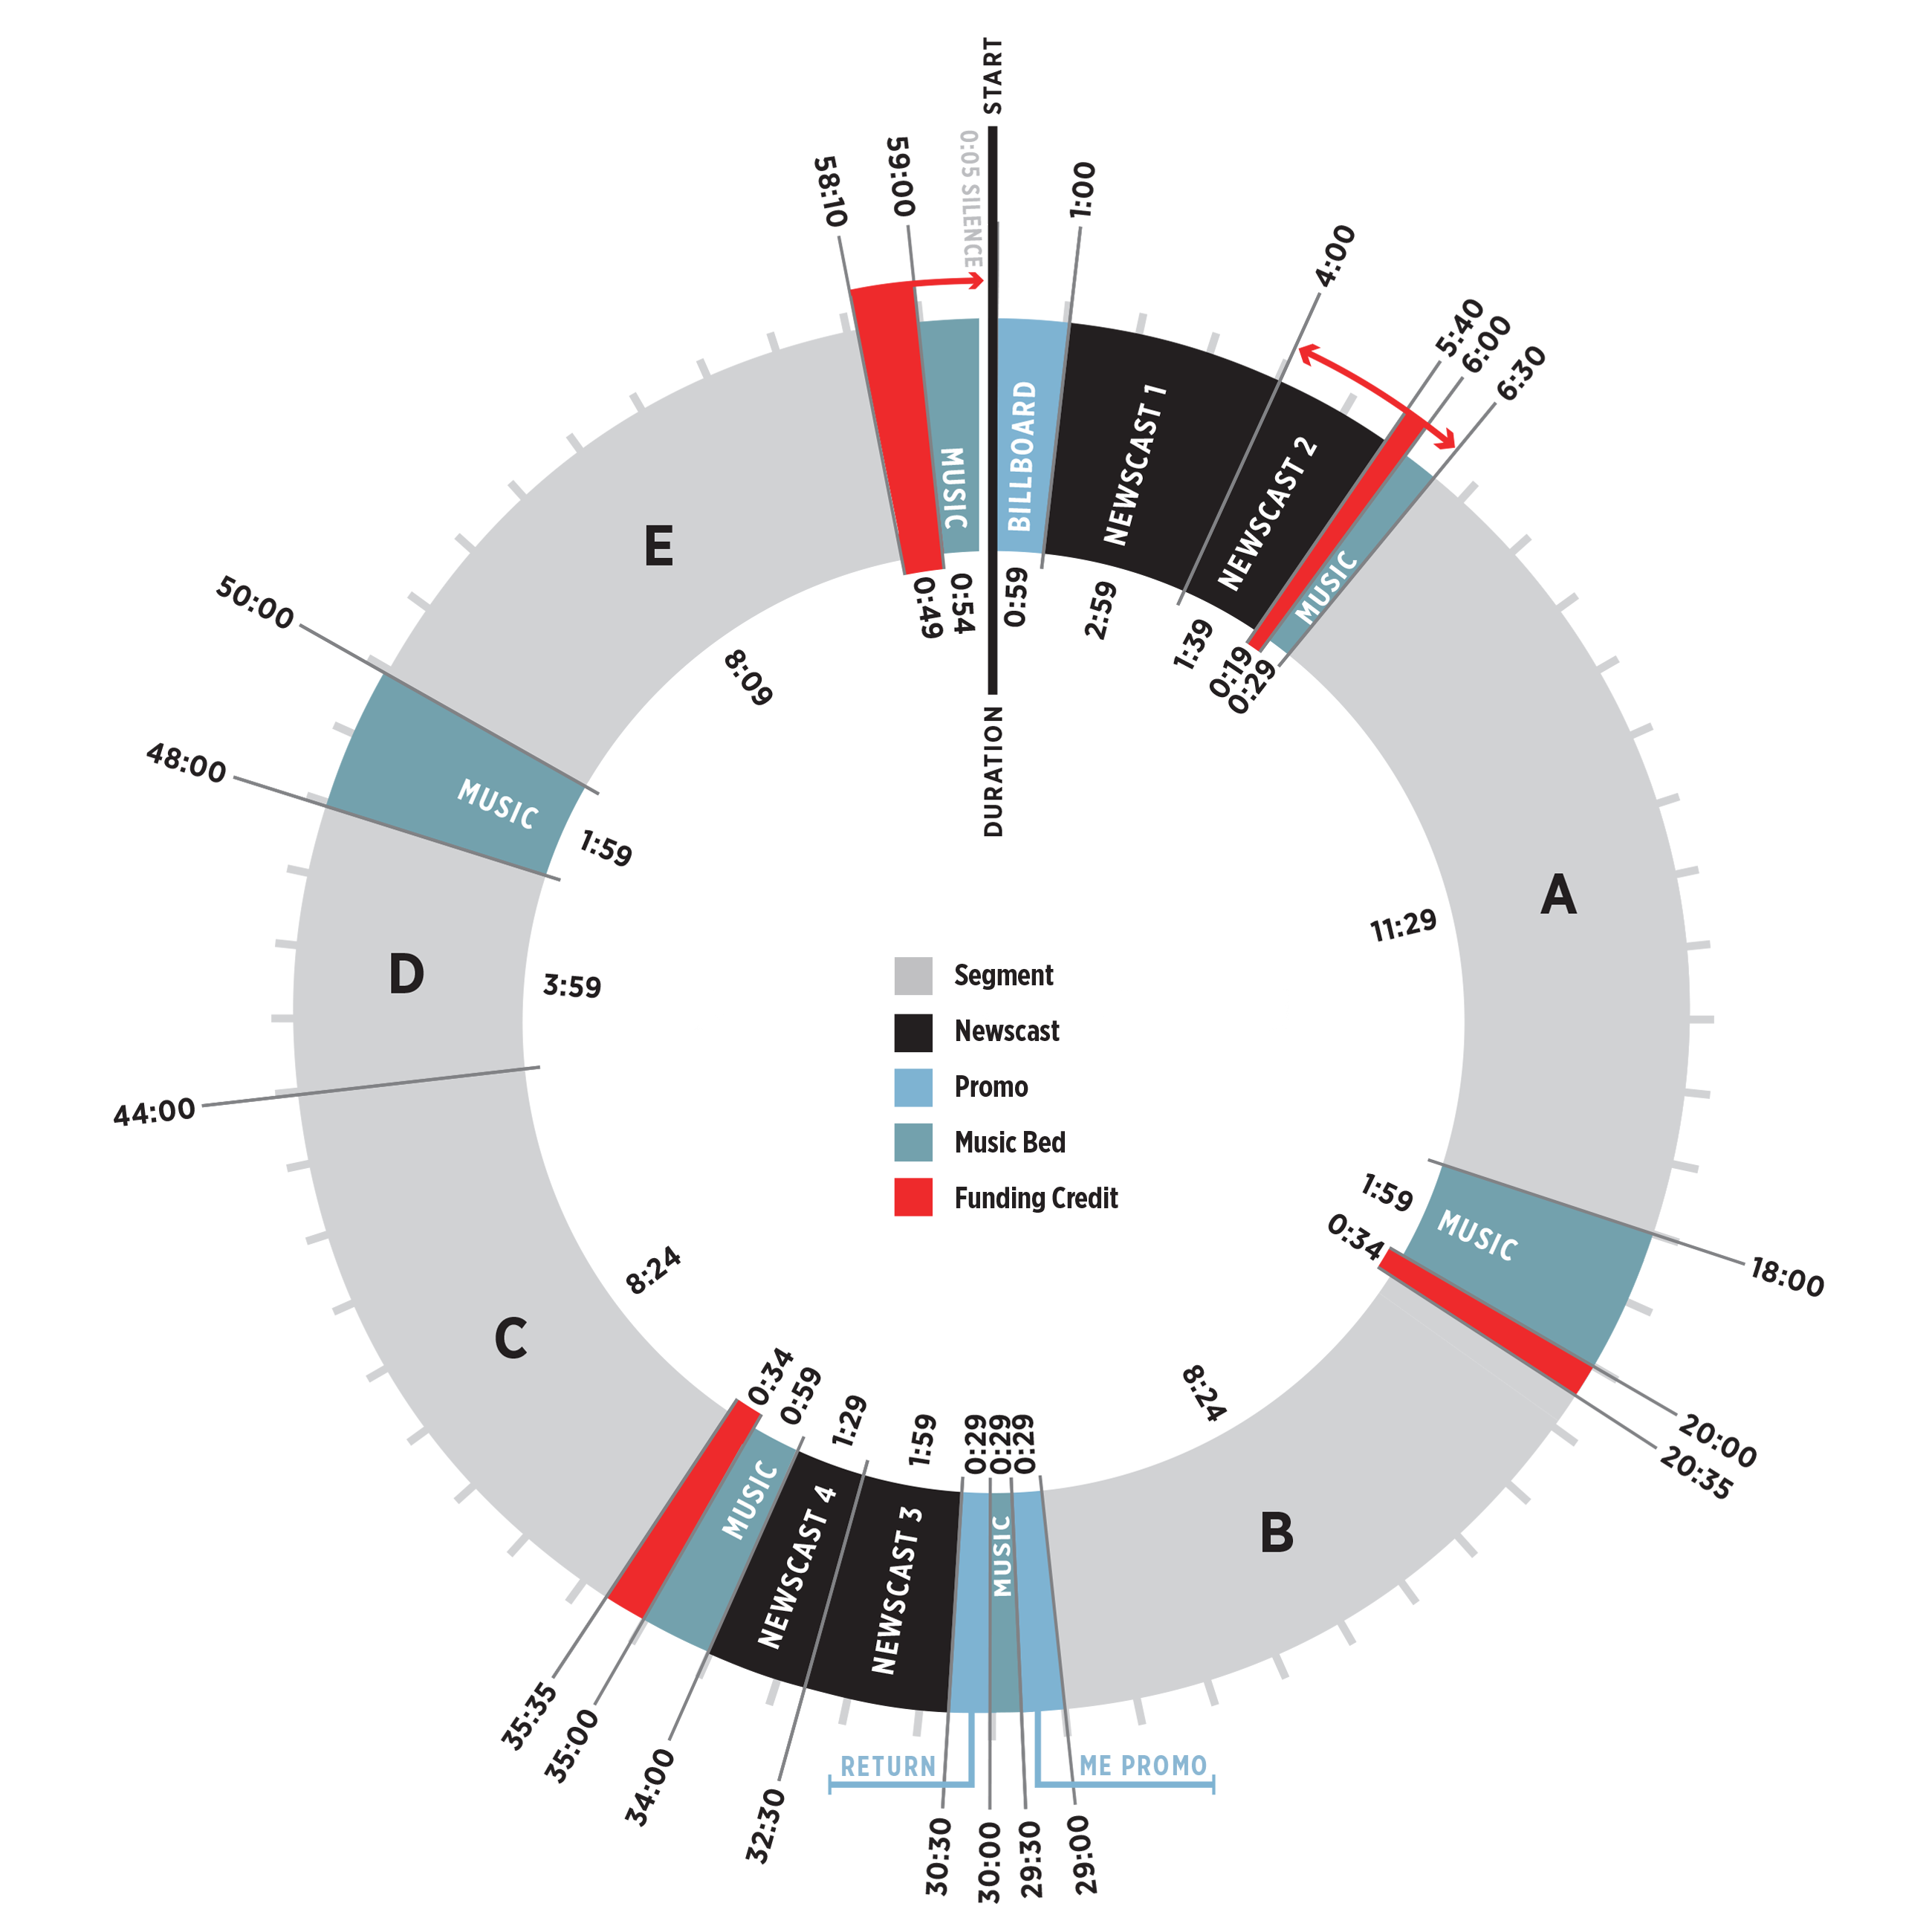 START
DURATION
0:05 SILENCE
1:00
4:00
5:40
6:00
6:30
18:00
20:00
20:35
29:00
29:30
30:00
30:30
32:30
34:00
35:00
35:35
44:00
48:00
50:00
58:10
59:00
BILLBOARD
0:59
NEWSCAST 1
2:59
NEWSCAST 2
1:39
0:19
MUSIC
0:29
A
11:29
MUSIC
1:59
0:34
B
8:24
ME PROMO
0:29
MUSIC
0:29
RETURN
0:29
NEWSCAST 3
1:59
NEWSCAST 4
1:29
MUSIC
0:59
0:34
C
8:24
D
3:59
MUSIC
1:59
E
8:09
0:49
MUSIC
0:54
Segment
Newscast
Promo
Music Bed
Funding Credit